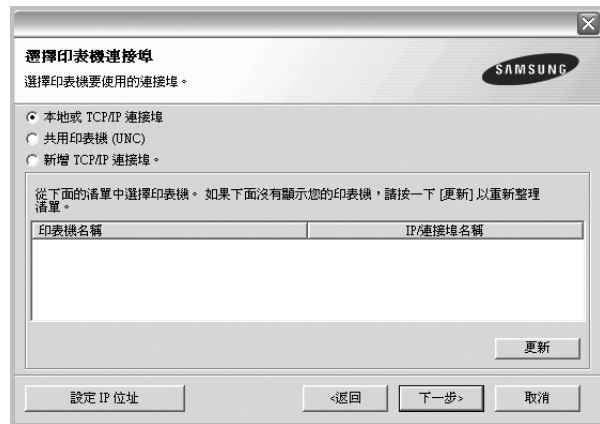 選擇印表機連接埠
選擇印表機要使用的連接埠。
SAMSUNG
本地或 TCP/IP 連接埠
共用印表機 (UNC)
新增 TCP/IP 連接埠。
從下面的清單中選擇印表機。如果下面沒有顯示您的印表機，請按一下 [更新] 以重新整理
清單。
印表機名稱 IP/連接埠名稱
更新
設定 IP 位址 <返回 下一步> 取消